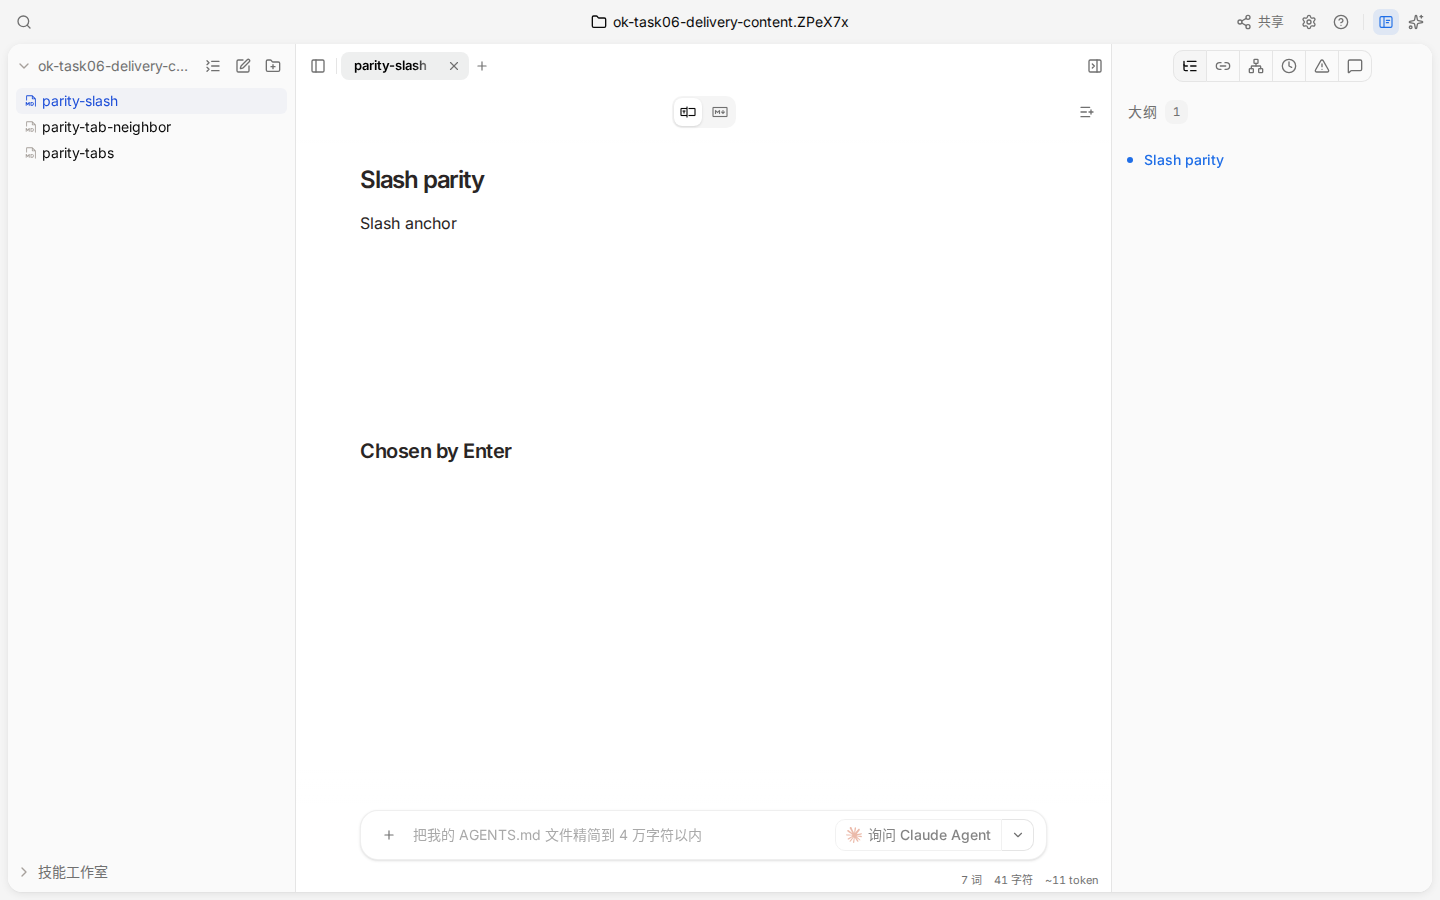 ok-task06-delivery-content.ZPeX7x
共享
ok-task06-delivery-c...
parity-slash
parity-tab-neighbor
parity-tabs
技能工作室
parity-slash
Slash parity
Slash anchor
Chosen by Enter
把我的 AGENTS.md 文件精简到 4 万字符以内
询问 Claude Agent
7 词 41 字符 ~11 token
大纲 1
Slash parity